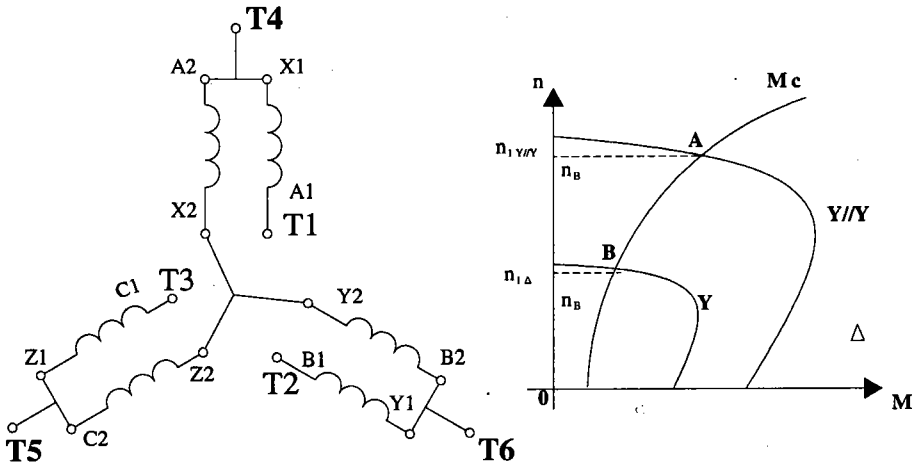 T4
A2 X1
A1
X2 T1
C1 T3
Z1 Z2
C2
T5
Y2
B1 B2
T2
Y1
T6
n
Mc
n1 Y//Y
A
nB
Y//Y
B
n1 Δ
nB
Y
Δ
0
M